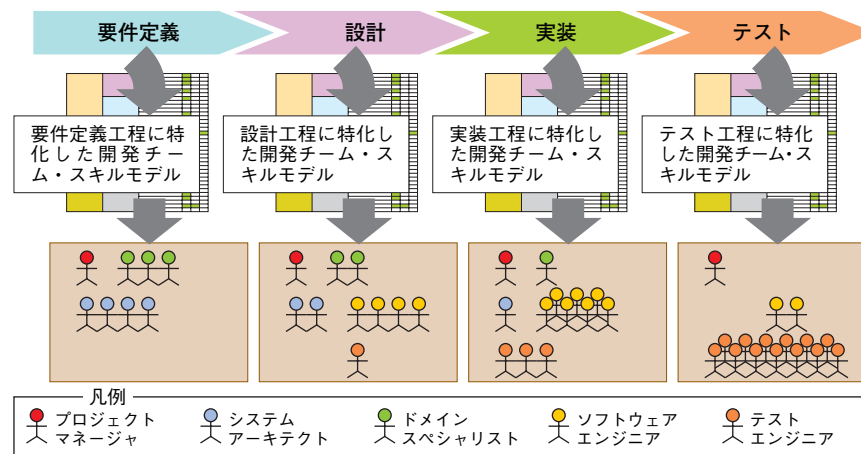 要件定義
設計
実装
テスト
要件定義工程に特
化した開発チー
ム・スキルモデル
設計工程に特化し
た開発チーム・ス
キルモデル
実装工程に特化し
た開発チーム・ス
キルモデル
テスト工程に特化
した開発チーム・ス
キルモデル
凡例
プロジェクト
マネージャ
システム
アーキテクト
ドメイン
スペシャリスト
ソフトウェア
エンジニア
テスト
エンジニア